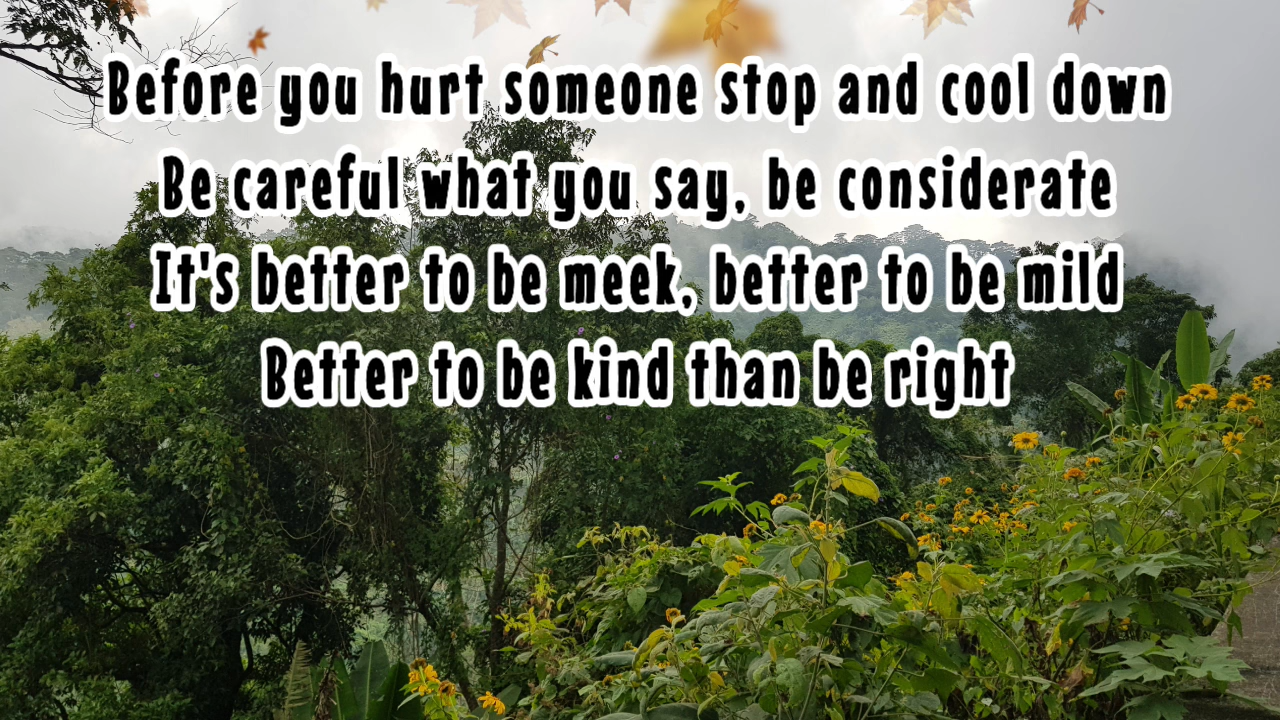 Before you hurt someone stop and cool down
Be careful what you say, be considerate
It's better to be meek, better to be mild
Better to be kind than be right